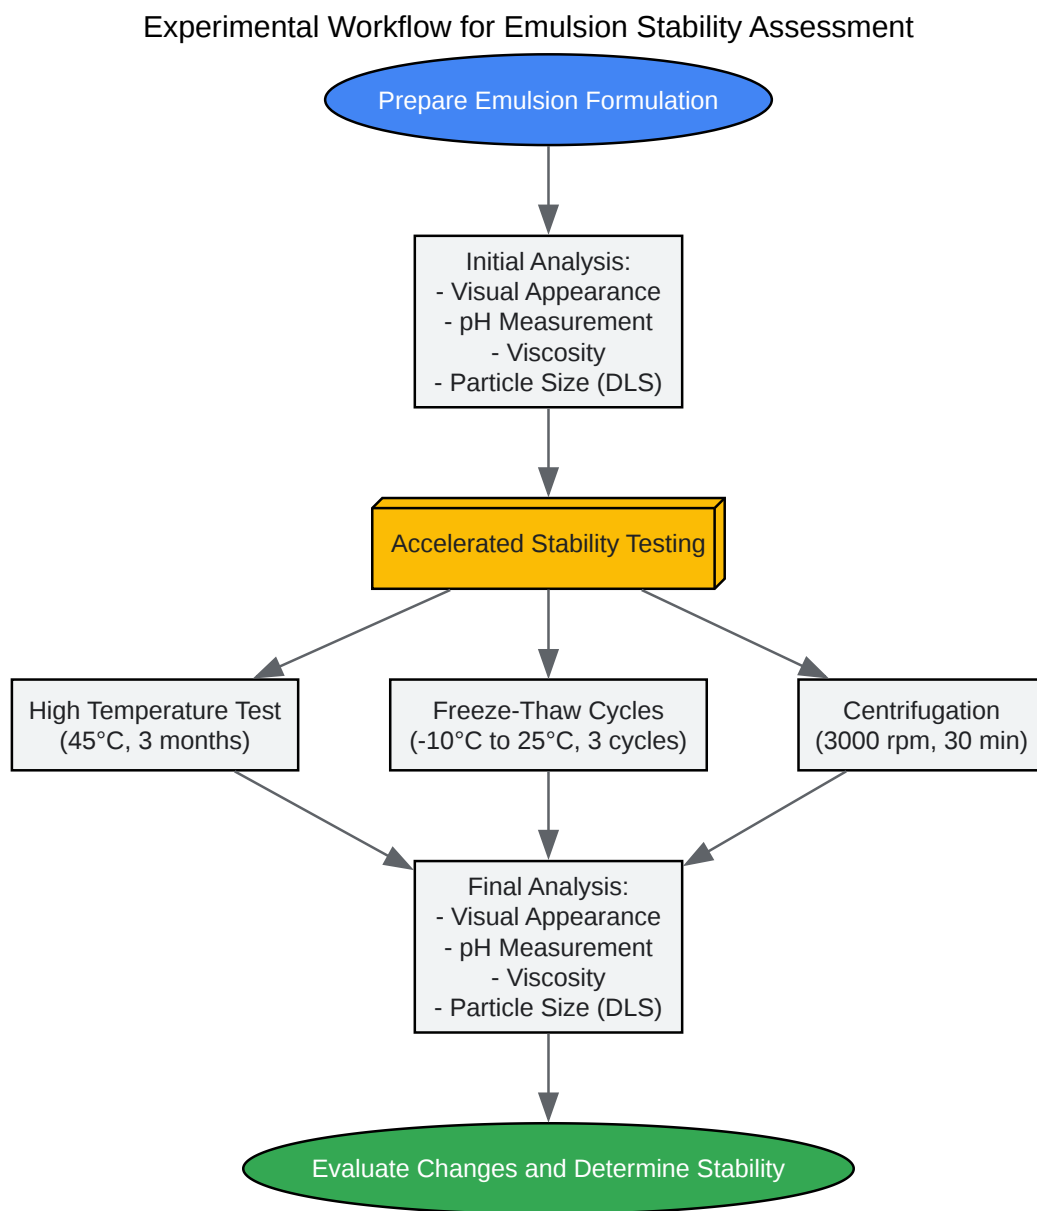 Experimental Workflow for Emulsion Stability Assessment
Prepare Emulsion Formulation
Initial Analysis:
- Visual Appearance
- pH Measurement
- Viscosity
- Particle Size (DLS)
Accelerated Stability Testing
High Temperature Test
(45°C, 3 months)
Freeze-Thaw Cycles
(-10°C to 25°C, 3 cycles)
Centrifugation
(3000 rpm, 30 min)
Final Analysis:
- Visual Appearance
- pH Measurement
- Viscosity
- Particle Size (DLS)
Evaluate Changes and Determine Stability